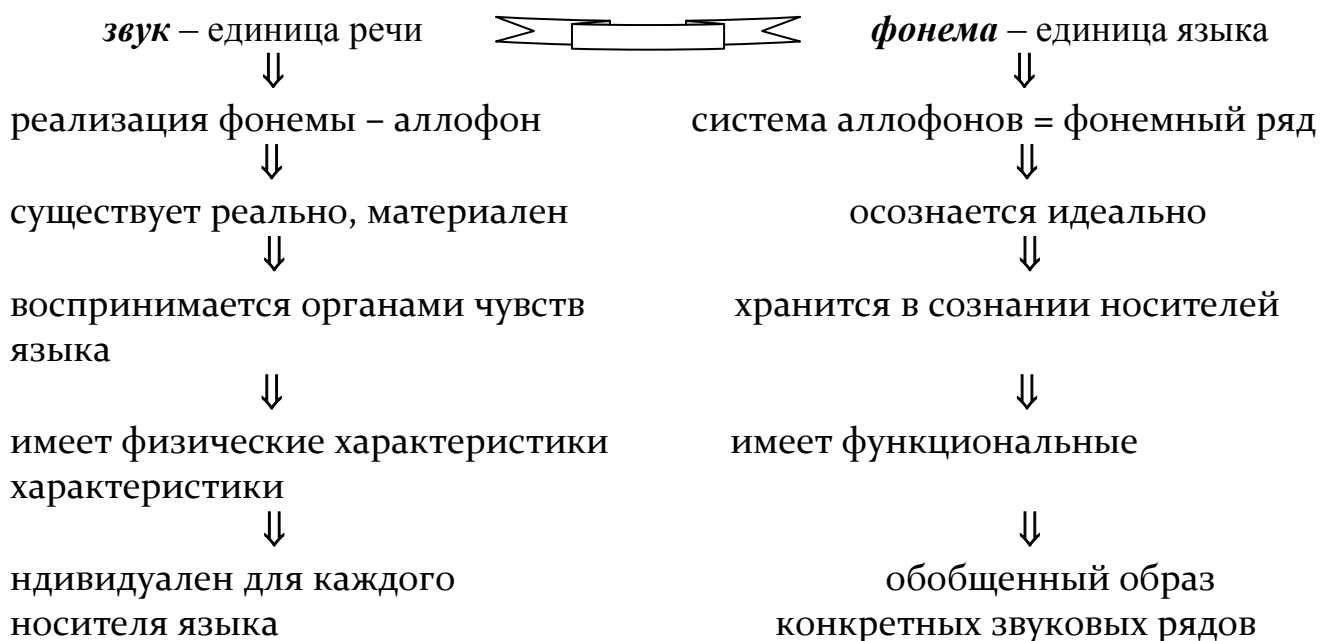 звук – единица речи фонема – единица языка
⇓ ⇓
реализация фонемы – аллофон система аллофонов = фонемный ряд
⇓ ⇓
существует реально, материален осознается идеально
⇓ ⇓
воспринимается органами чувств хранится в сознании носителей
языка
⇓ ⇓
имеет физические характеристики имеет функциональные
характеристики
⇓ ⇓
ндивидуален для каждого обобщенный образ
носителя языка конкретных звуковых рядов